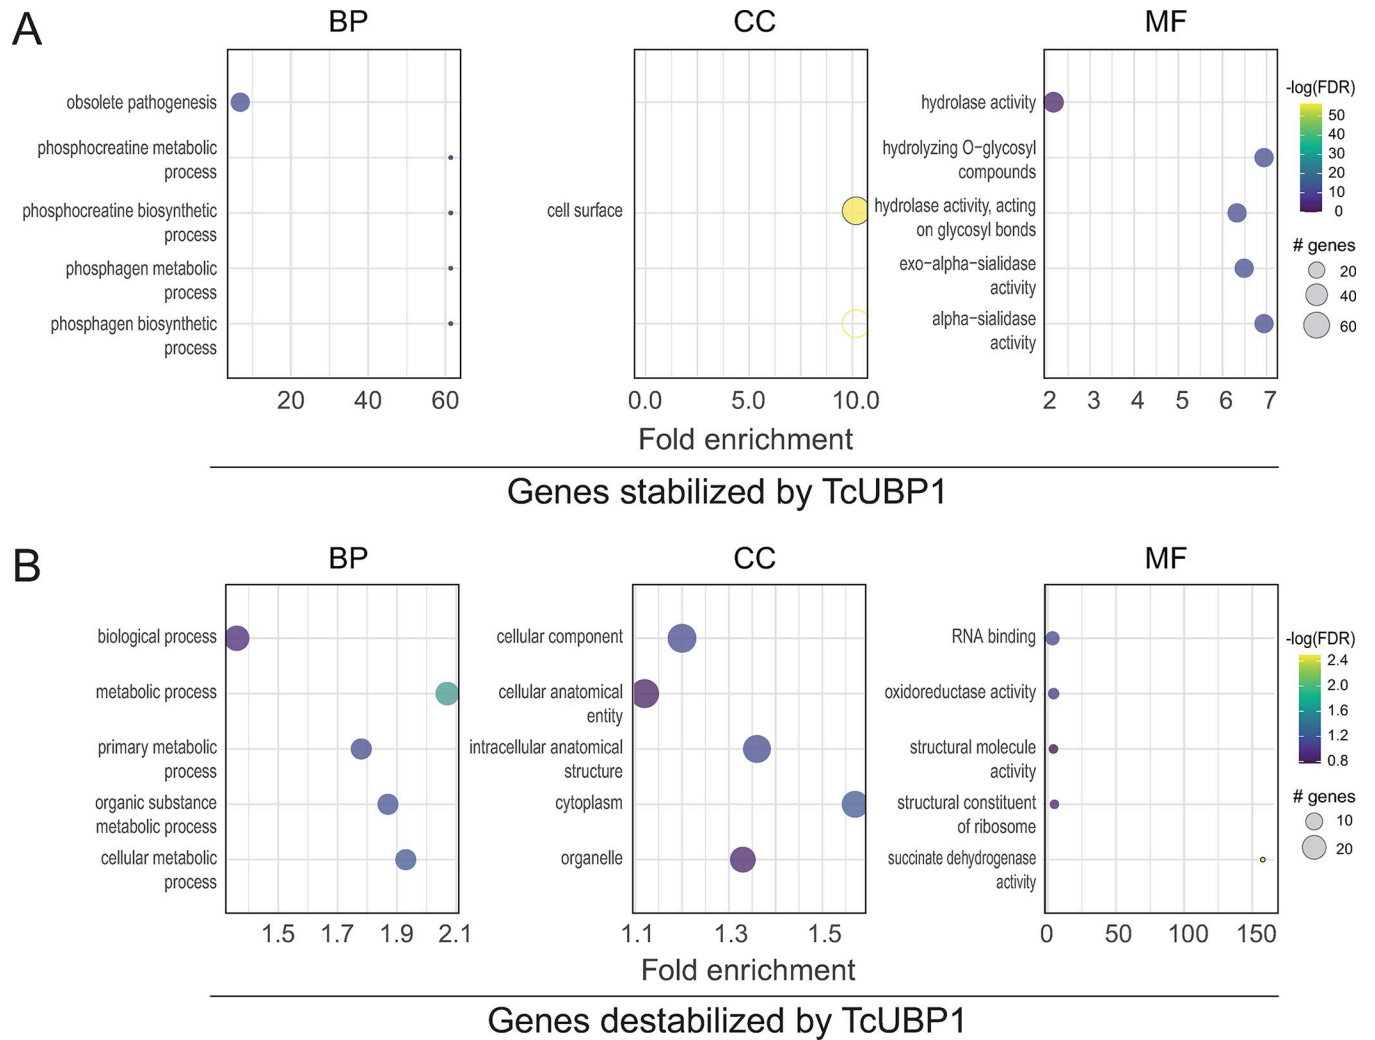 A
BP
CC
MF
obsolete pathogenesis
phosphocreatine metabolic
process
phosphocreatine biosynthetic
process
phosphagen metabolic
process
phosphagen biosynthetic
process
20 40 60
cell surface
0.0 5.0 10.0
hydrolase activity
hydrolyzing O-glycosyl
compounds
hydrolase activity, acting
on glycosyl bonds
exo-alpha-sialidase
activity
alpha-sialidase
activity
2 3 4 5 6 7
-log(FDR)
50
40
30
20
10
0
# genes
20
40
60
Fold enrichment
Genes stabilized by TcUBP1
B
BP
CC
MF
biological process
metabolic process
primary metabolic
process
organic substance
metabolic process
cellular metabolic
process
1.5 1.7 1.9 2.1
cellular component
cellular anatomical
entity
intracellular anatomical
structure
cytoplasm
organelle
1.1 1.3 1.5
RNA binding
oxidoreductase activity
structural molecule
activity
structural constituent
of ribosome
succinate dehydrogenase
activity
0 50 100 150
-log(FDR)
2.4
2.0
1.6
1.2
0.8
# genes
10
20
Fold enrichment
Genes destabilized by TcUBP1